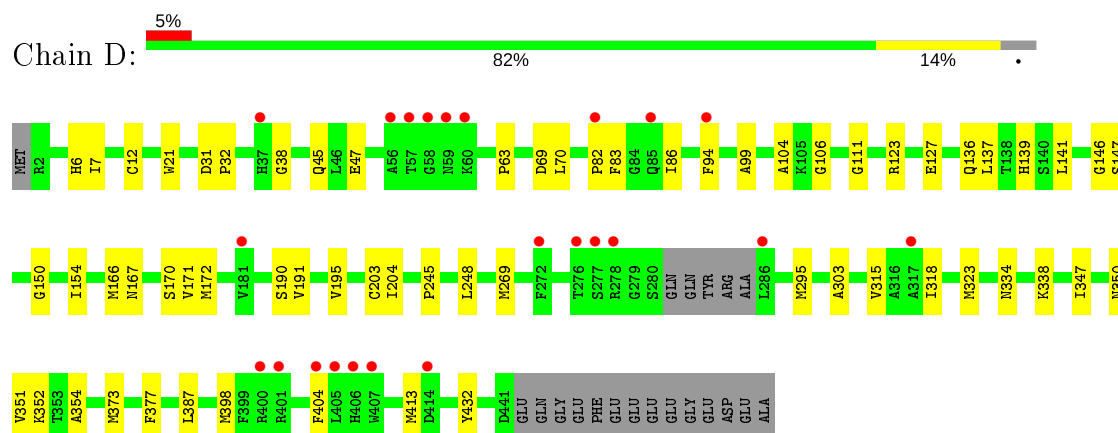 5%
Chain D:
82%
14%
•
MET R2 H6 I7 C12 W21 D31 P32 H37 G38 Q45 L46 E47 A56 T57 G58 N59 K60 P63 D69 L70 P82 F83 G84 Q85 I86 F94 A99 A104 K105 G106 G111 R123 E127 Q136 L137 T138 H139 S140 L141 G146 S147
G150 I154 M166 N167 S170 V171 M172 V181 S190 V191 V195 C203 I204 P245 L248 M269 F272 T276 S277 R278 G279 S280 GLN GLN TYR ARG ALA L286 M295 A303 V315 A316 A317 I318 M323 N334 K338 I347 N350
V351 K352 T353 A354 M373 F377 L387 M398 F399 R400 R401 F404 L405 H406 W407 M413 D414 Y432 D441 GLU GLN GLY GLU PHE GLU GLU GLU GLU GLY GLU ASP GLU ALA